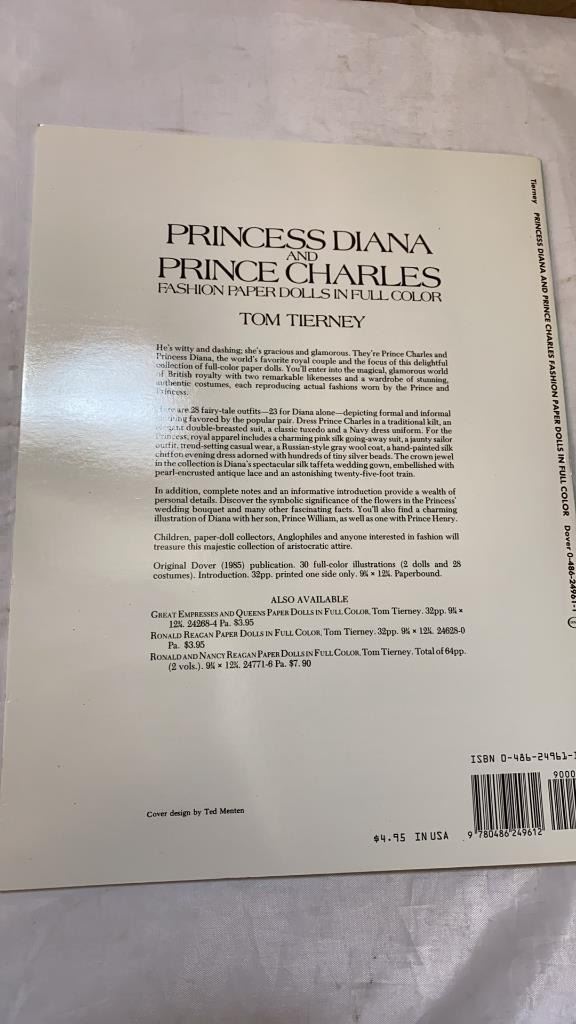 PRINCESS DIANA
AND
PRINCE CHARLES
FASHION PAPER DOLLS IN FULL COLOR
TOM TIERNEY
He's witty and dashing; she's gracious and glamorous. They're Prince Charles and
Princess Diana, the world's favorite royal couple and the focus of this delightful
collection of full-color paper dolls. You'll enter into the magical, glamorous world
of British royalty with two remarkable likenesses and a wardrobe of stunning,
authentic costumes, each reproducing actual fashions worn by the Prince and
Princess.
are 28 fairy-tale outfits—23 for Diana alone—depicting formal and informal
favored by the popular pair. Dress Prince Charles in a traditional kilt, an
elegant double-breasted suit, a classic tuxedo and a Navy dress uniform. For the
Princess, royal apparel includes a charming pink silk going-away suit, a jaunty sailor
outfit, trend-setting casual wear, a Russian-style gray wool coat, a hand-painted silk
chiffon evening dress adorned with hundreds of tiny silver beads. The crown jewel
in the collection is Diana's spectacular silk taffeta wedding gown, embellished with
pearl-encrusted antique lace and an astonishing twenty-five-foot train.
In addition, complete notes and an informative introduction provide a wealth of
personal details. Discover the symbolic significance of the flowers in the Princess'
wedding bouquet and many other fascinating facts. You'll also find a charming
illustration of Diana with her son, Prince William, as well as one with Prince Henry.
Children, paper-doll collectors, Anglophiles and anyone interested in fashion will
treasure this majestic collection of aristocratic attire.
Original Dover (1985) publication. 30 full-color illustrations (2 dolls and 28
costumes). Introduction. 32pp. printed one side only. 9¼ × 12¼. Paperbound.
ALSO AVAILABLE
GREAT EMPRESSES AND QUEENS PAPER DOLLS IN FULL COLOR, Tom Tierney. 32pp. 9¼ ×
12¼. 24268-4 Pa. $3.95
RONALD REAGAN PAPER DOLLS IN FULL COLOR, Tom Tierney. 32pp. 9¼ × 12¼. 24628-0
Pa. $3.95
RONALD AND NANCY REAGAN PAPER DOLLS IN FULL COLOR, Tom Tierney. Total of 64pp.
(2 vols.). 9¼ × 12¼. 24771-6 Pa. $7.90
Cover design by Ted Menten
$4.95 IN USA
ISBN 0-486-24961-
9000
9 780486 249612
Tierney PRINCESS DIANA AND PRINCE CHARLES FASHION PAPER DOLLS IN FULL COLOR Dover 0-486-24961-1